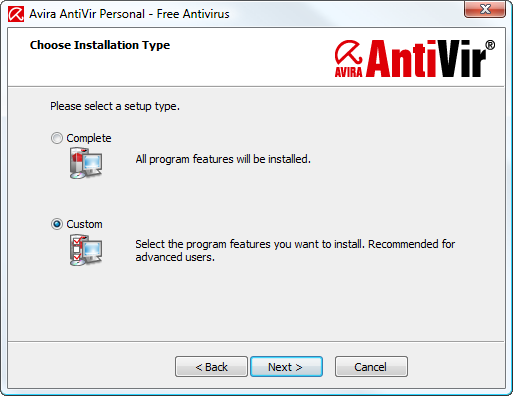 Avira AntiVir Personal - Free Antivirus
Choose Installation Type
AVIRA AntiVir®
Please select a setup type.
Complete
All program features will be installed.
Custom
Select the program features you want to install. Recommended for
advanced users.
< Back Next > Cancel